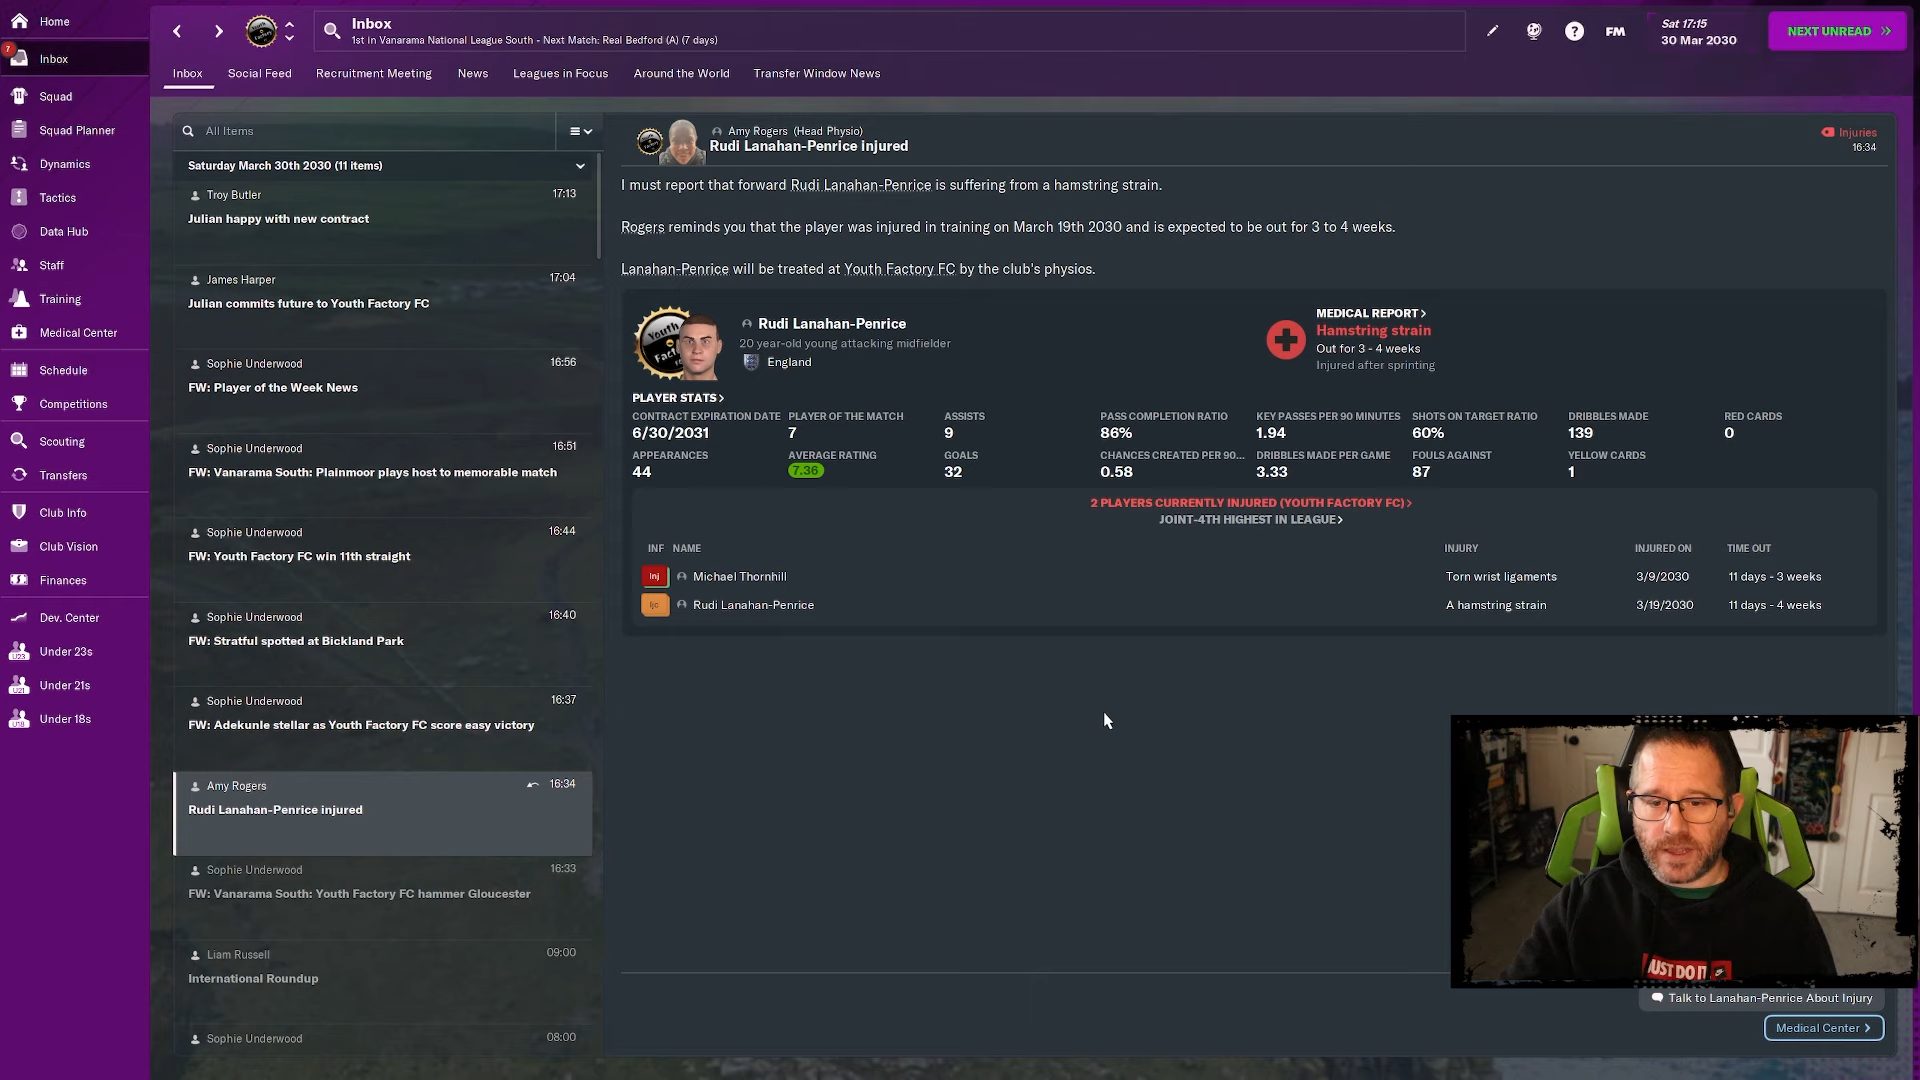 Home
7
Inbox
Squad
Squad Planner
Dynamics
Tactics
Data Hub
Staff
Training
Medical Center
Schedule
Competitions
Scouting
Transfers
Club Info
Club Vision
Finances
Dev. Center
U23
Under 23s
U21
Under 21s
U18
Under 18s
Inbox
1st in Vanarama National League South - Next Match: Real Bedford (A) (7 days)
FM
Sat 17:15
30 Mar 2030
NEXT UNREAD
Inbox
Social Feed
Recruitment Meeting
News
Leagues in Focus
Around the World
Transfer Window News
All Items
Saturday March 30th 2030 (11 items)
Troy Butler 17:13
Julian happy with new contract
James Harper 17:04
Julian commits future to Youth Factory FC
Sophie Underwood 16:56
FW: Player of the Week News
Sophie Underwood 16:51
FW: Vanarama South: Plainmoor plays host to memorable match
Sophie Underwood 16:44
FW: Youth Factory FC win 11th straight
Sophie Underwood 16:40
FW: Stratful spotted at Bickland Park
Sophie Underwood 16:37
FW: Adekunle stellar as Youth Factory FC score easy victory
Amy Rogers 16:34
Rudi Lanahan-Penrice injured
Sophie Underwood 16:33
FW: Vanarama South: Youth Factory FC hammer Gloucester
Liam Russell 09:00
International Roundup
Sophie Underwood 08:00
Amy Rogers (Head Physio)
Rudi Lanahan-Penrice injured
Injuries
16:34
I must report that forward Rudi Lanahan-Penrice is suffering from a hamstring strain.
Rogers reminds you that the player was injured in training on March 19th 2030 and is expected to be out for 3 to 4 weeks.
Lanahan-Penrice will be treated at Youth Factory FC by the club's physios.
Rudi Lanahan-Penrice
20 year-old young attacking midfielder
England
MEDICAL REPORT >
Hamstring strain
Out for 3 - 4 weeks
Injured after sprinting
PLAYER STATS >
CONTRACT EXPIRATION DATE PLAYER OF THE MATCH ASSISTS PASS COMPLETION RATIO KEY PASSES PER 90 MINUTES SHOTS ON TARGET RATIO DRIBBLES MADE RED CARDS
6/30/2031 7 9 86% 1.94 60% 139 0
APPEARANCES AVERAGE RATING GOALS CHANCES CREATED PER 90... DRIBBLES MADE PER GAME FOULS AGAINST YELLOW CARDS
44 7.36 32 0.58 3.33 87 1
2 PLAYERS CURRENTLY INJURED (YOUTH FACTORY FC) >
JOINT-4TH HIGHEST IN LEAGUE >
INF NAME INJURY INJURED ON TIME OUT
Inj Michael Thornhill Torn wrist ligaments 3/9/2030 11 days - 3 weeks
Ijc Rudi Lanahan-Penrice A hamstring strain 3/19/2030 11 days - 4 weeks
JUST DO IT
Talk to Lanahan-Penrice About Injury
Medical Center >